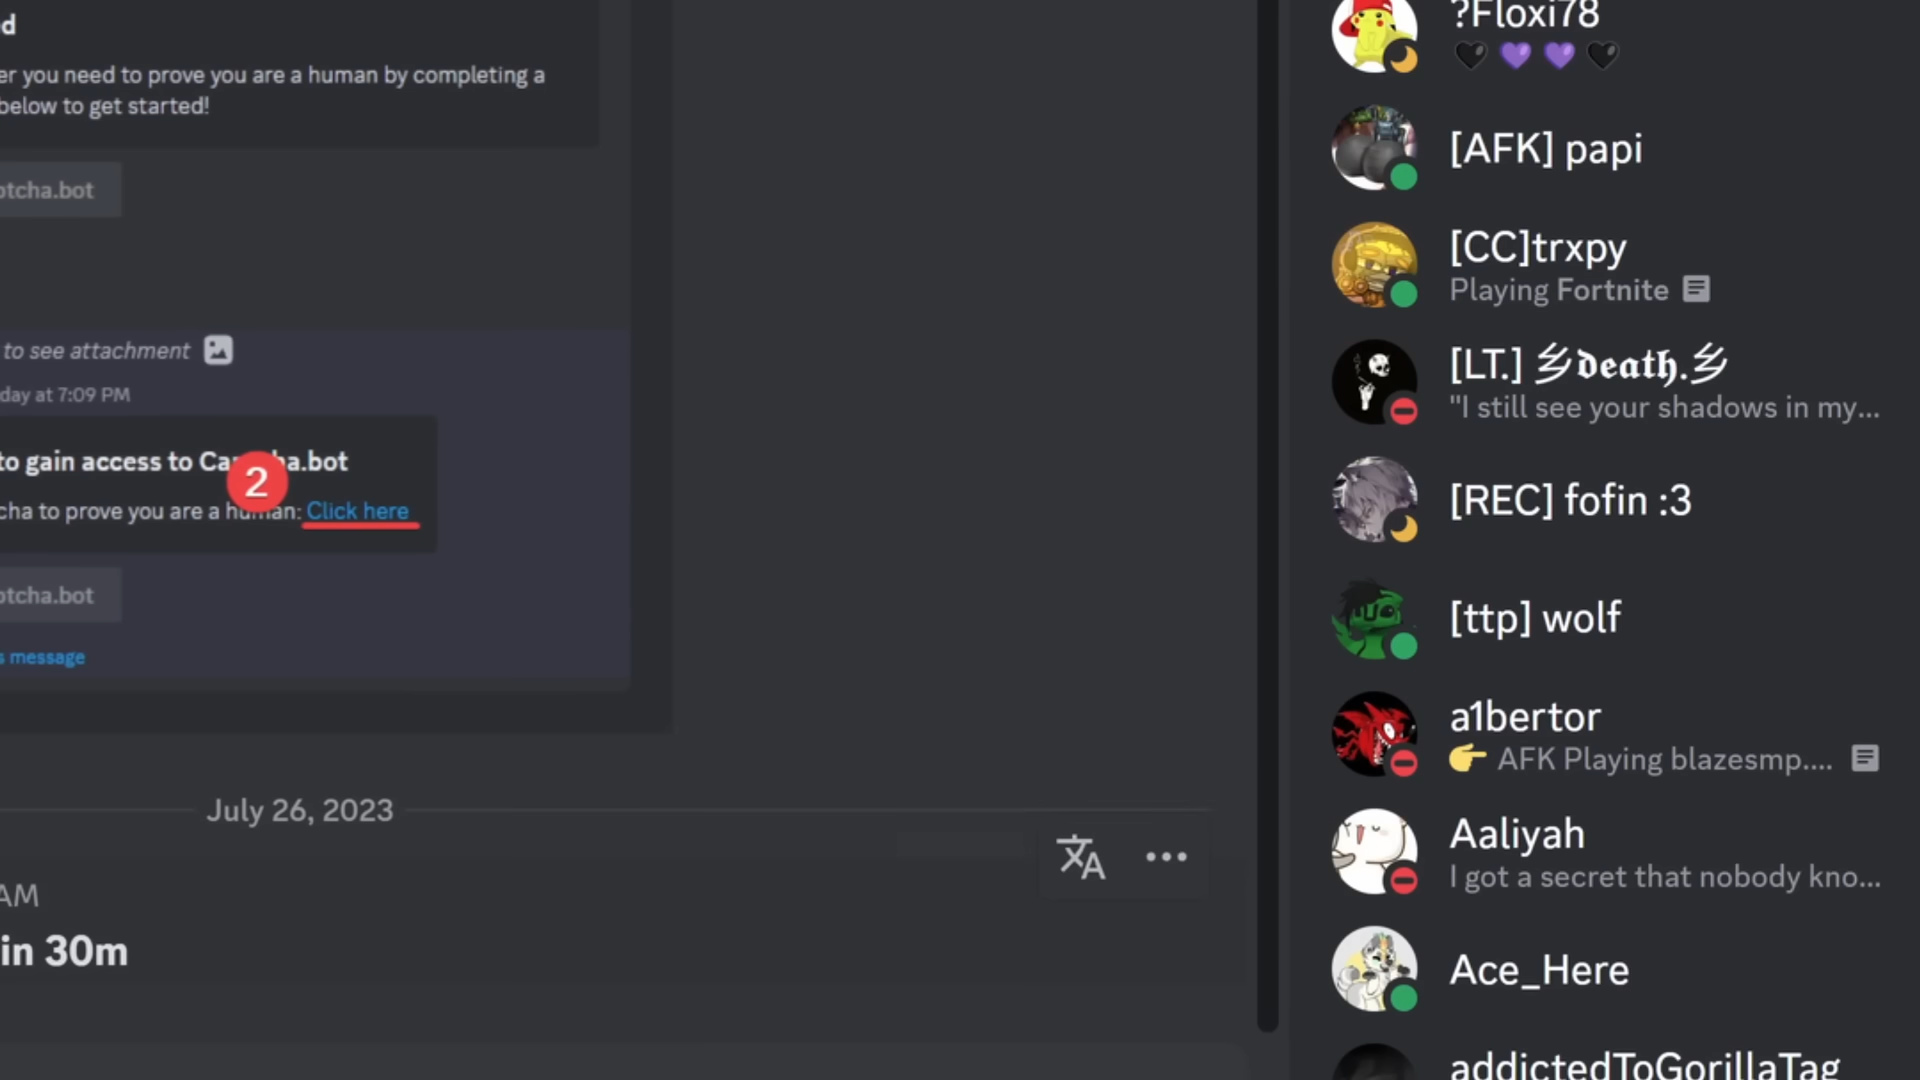 d
er you need to prove you are a human by completing a
below to get started!
ptcha.bot
to see attachment
day at 7:09 PM
to gain access to Ca ha.bot
2
cha to prove you are a human: Click here
ptcha.bot
s message
July 26, 2023
AM
in 30m
?Floxi78
🖤💜💜🖤
[AFK] papi
[CC]trxpy
Playing Fortnite
[LT.] 乡𝖉𝖊𝖆𝖙𝖍.乡
"I still see your shadows in my...
[REC] fofin :3
[ttp] wolf
a1bertor
👉 AFK Playing blazesmp....
Aaliyah
I got a secret that nobody kno...
Ace_Here
addictedToGorillaTag